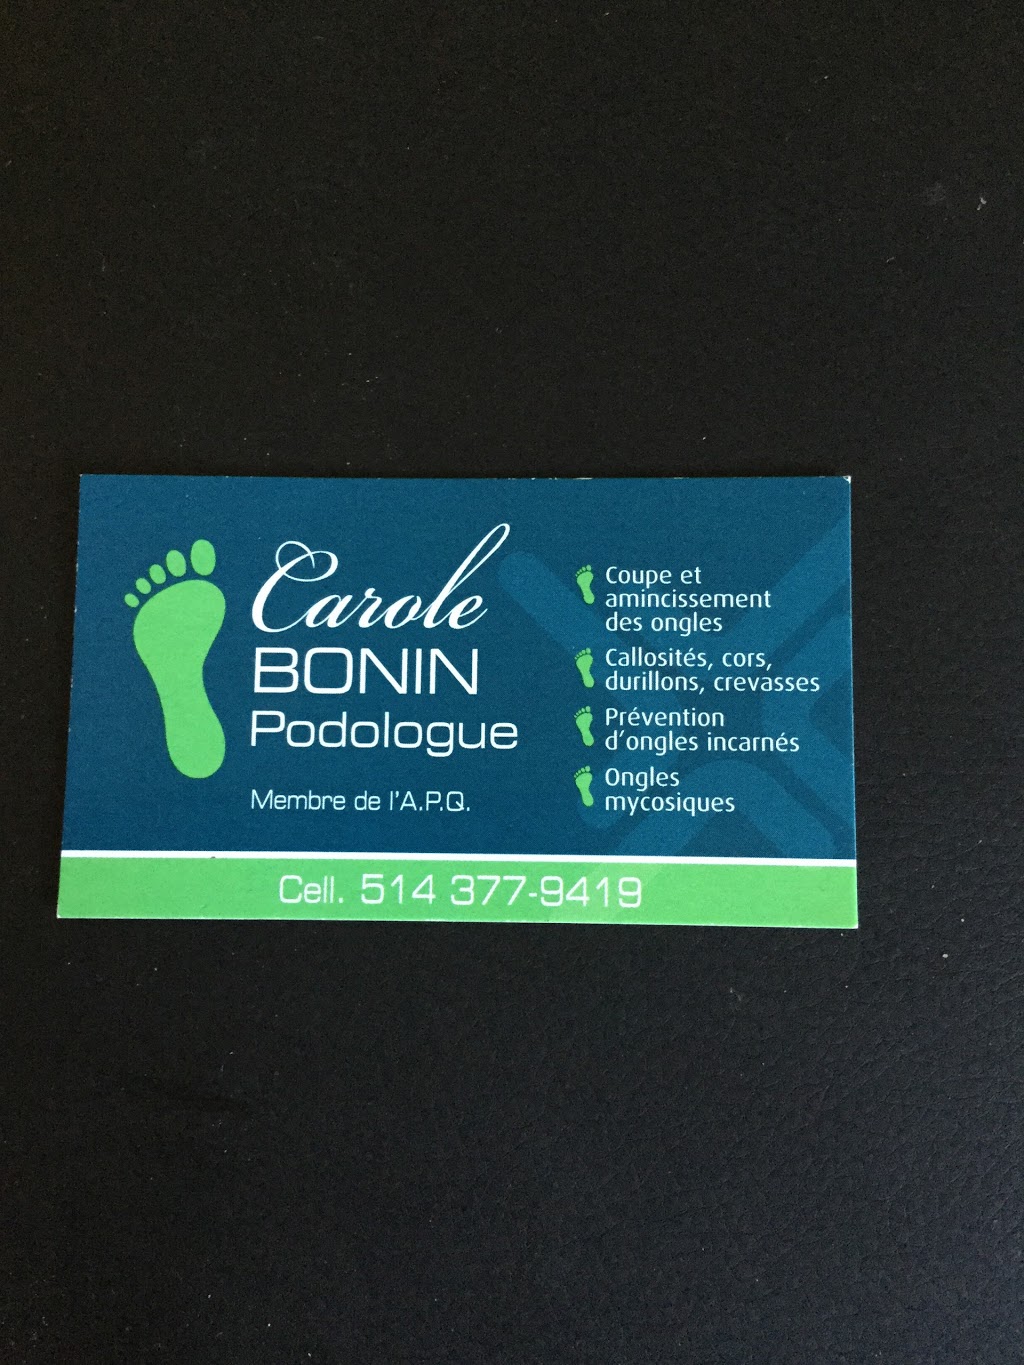 Carole
BONIN
Podologue
Membre de l'A.P.Q.
Coupe et
amincissement
des ongles
Callosités, cors,
durillons, crevasses
Prévention
d'ongles incarnés
Ongles
mycosiques
Cell. 514 377-9419